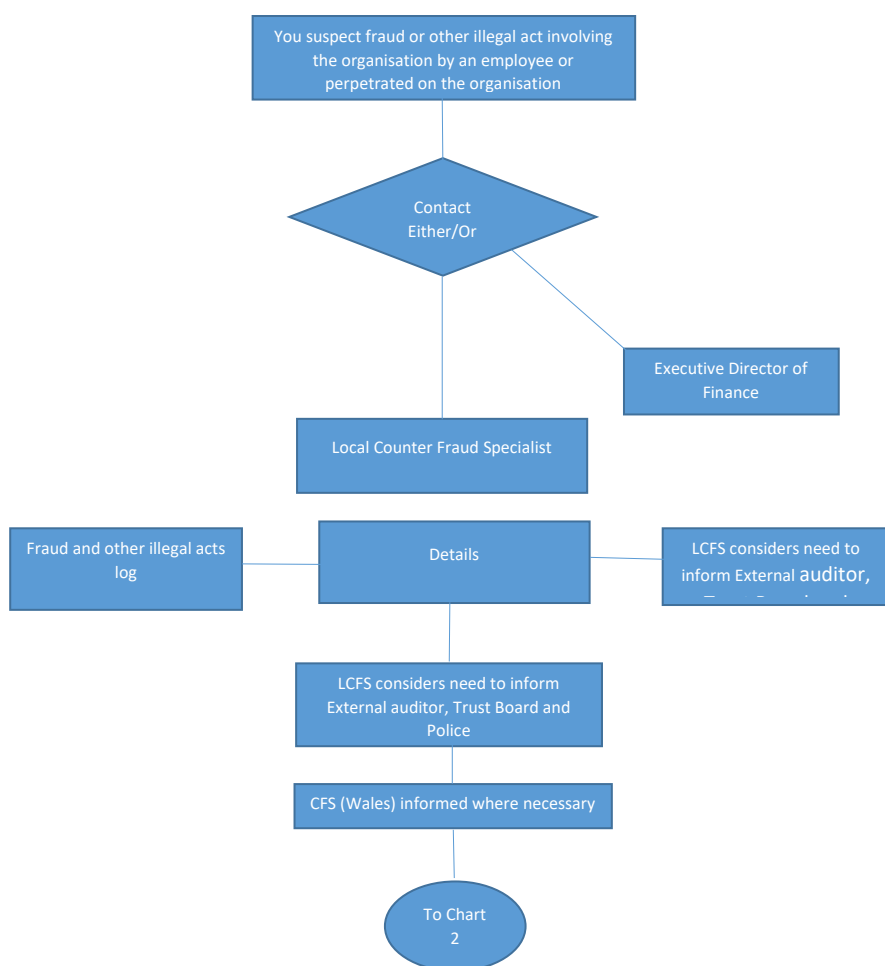 You suspect fraud or other illegal act involving
the organisation by an employee or
perpetrated on the organisation
Contact
Either/Or
Executive Director of
Finance
Local Counter Fraud Specialist
Fraud and other illegal acts
log
Details
LCFS considers need to
inform External auditor,
LCFS considers need to inform
External auditor, Trust Board and
Police
CFS (Wales) informed where necessary
To Chart
2